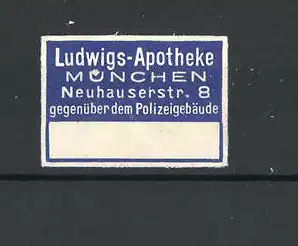 Ludwigs-Apotheke
MÜNCHEN
Neuhauserstr. 8
gegenüber dem Polizeigebäude